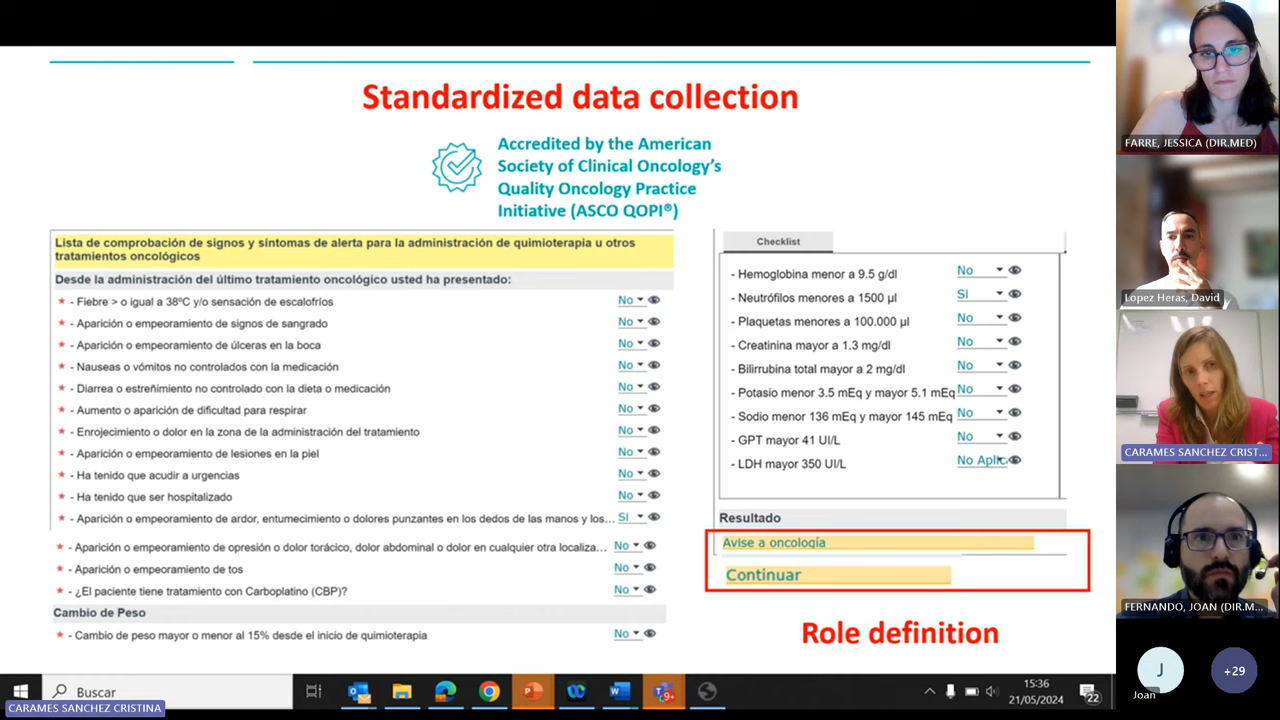 Standardized data collection
Accredited by the American
Society of Clinical Oncology's
Quality Oncology Practice
Initiative (ASCO QOPI®)
Lista de comprobación de signos y síntomas de alerta para la administración de quimioterapia u otros
tratamientos oncológicos
Desde la administración del último tratamiento oncológico usted ha presentado:
* - Fiebre > o igual a 38ºC y/o sensación de escalofríos No
* - Aparición o empeoramiento de signos de sangrado No
* - Aparición o empeoramiento de úlceras en la boca No
* - Nauseas o vómitos no controlados con la medicación No
* - Diarrea o estreñimiento no controlado con la dieta o medicación No
* - Aumento o aparición de dificultad para respirar No
* - Enrojecimiento o dolor en la zona de la administración del tratamiento No
* - Aparición o empeoramiento de lesiones en la piel No
* - Ha tenido que acudir a urgencias No
* - Ha tenido que ser hospitalizado No
* - Aparición o empeoramiento de ardor, entumecimiento o dolores punzantes en los dedos de las manos y los... Si
* - Aparición o empeoramiento de opresión o dolor torácico, dolor abdominal o dolor en cualquier otra localiza... No
* - Aparición o empeoramiento de tos No
* - ¿El paciente tiene tratamiento con Carboplatino (CBP)? No
Cambio de Peso
* - Cambio de peso mayor o menor al 15% desde el inicio de quimioterapia No
Checklist
- Hemoglobina menor a 9.5 g/dl No
- Neutrófilos menores a 1500 µl Si
- Plaquetas menores a 100.000 µl No
- Creatinina mayor a 1.3 mg/dl No
- Bilirrubina total mayor a 2 mg/dl No
- Potasio menor 3.5 mEq y mayor 5.1 mEq No
- Sodio menor 136 mEq y mayor 145 mEq No
- GPT mayor 41 UI/L No
- LDH mayor 350 UI/L No Aplic
Resultado
Avise a oncología
Continuar
Role definition
FARRE, JESSICA (DIR.MED)
Lopez Heras, David
CARAMES SANCHEZ CRIST...
FERNANDO, JOAN (DIR.M...
J
Joan
+29
Buscar
9+
15:36
21/05/2024
22
CARAMES SANCHEZ CRISTINA